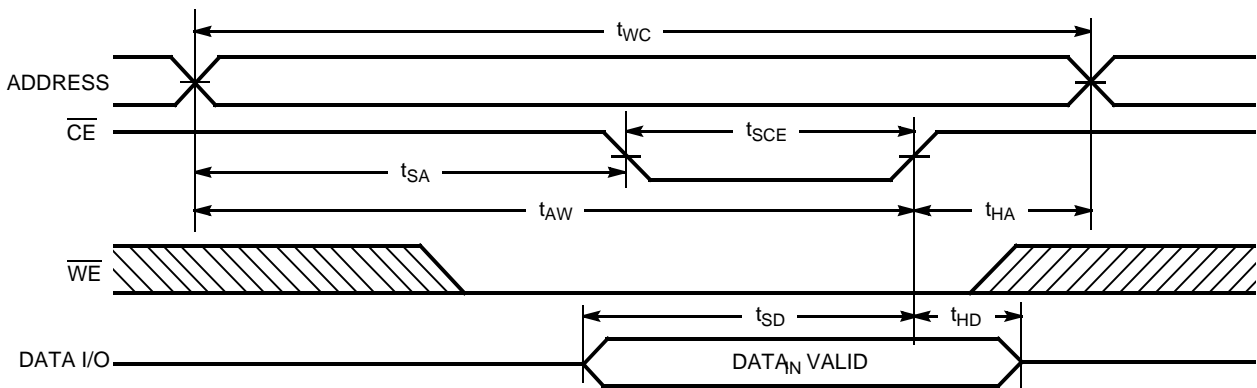 tWC
ADDRESS
CE
tSCE
tSA
tAW
tHA
WE
tSD
tHD
DATA I/O
DATAIN VALID